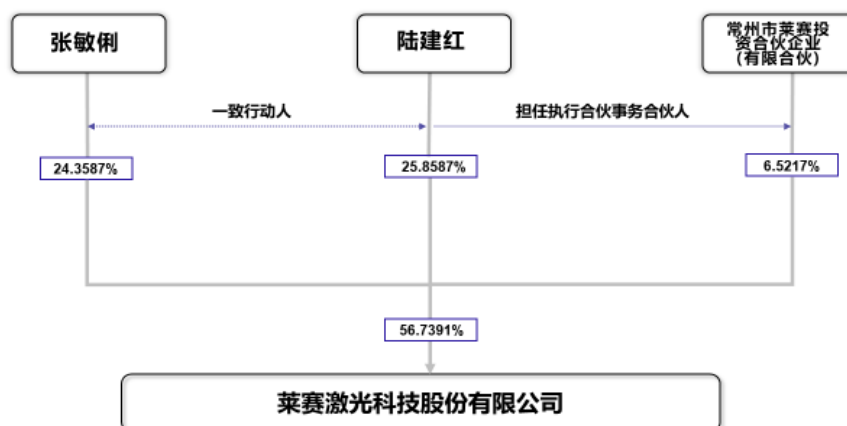 张敏俐
陆建红
常州市莱赛投
资合伙企业
(有限合伙)
一致行动人
担任执行合伙事务合伙人
24.3587%
25.8587%
6.5217%
56.7391%
莱赛激光科技股份有限公司